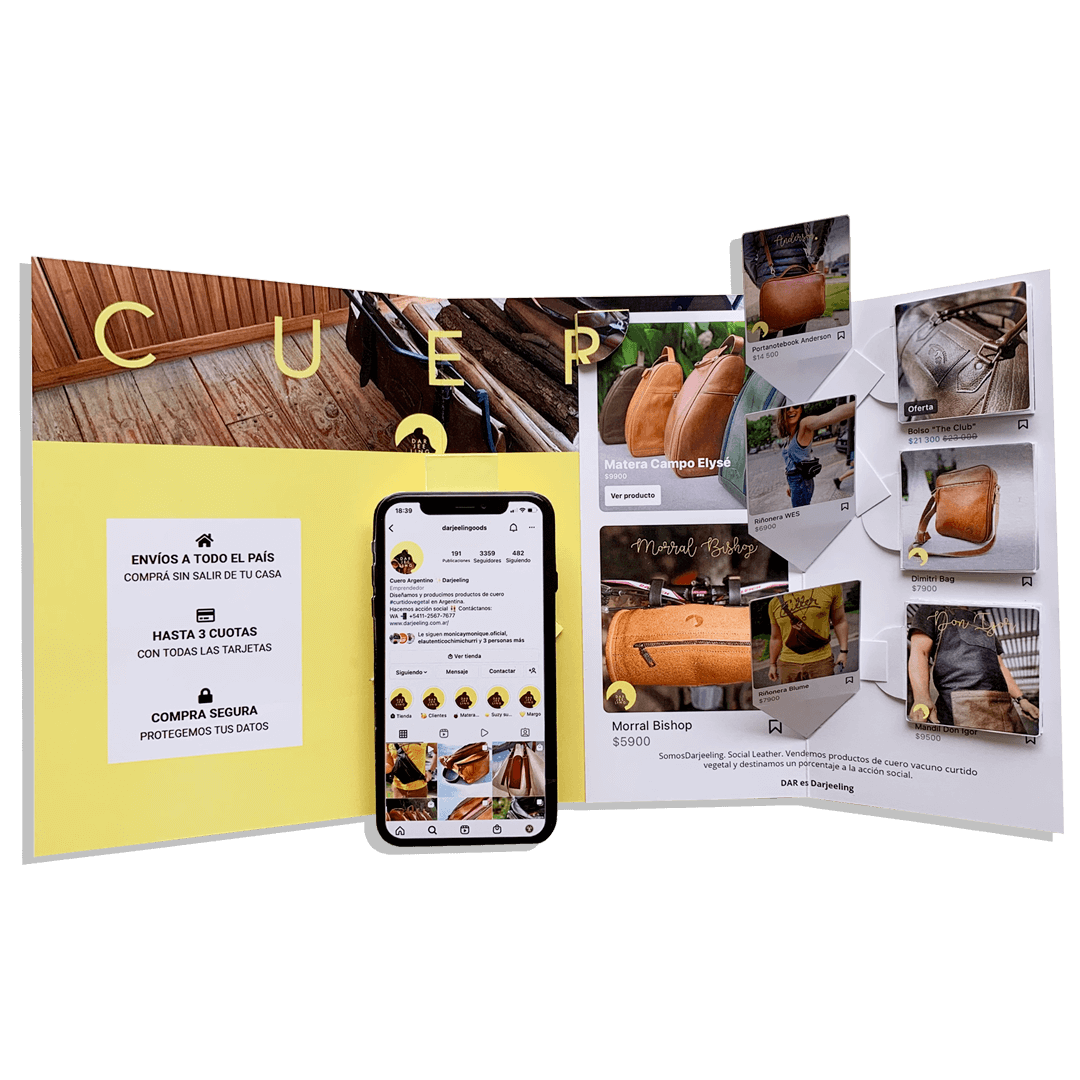 C U E R
DAR
JEE
LING
ENVÍOS A TODO EL PAÍS
COMPRÁ SIN SALIR DE TU CASA
HASTA 3 CUOTAS
CON TODAS LAS TARJETAS
COMPRA SEGURA
PROTEGEMOS TUS DATOS
18:39
darjeelingoods
191
3359
482
Publicaciones
Seguidores
Siguiendo
Cuero Argentino Darjeeling
Emprendedor
Diseñamos y producimos productos de cuero
#curtidovegetal en Argentina.
Hacemos acción social Contáctanos:
WA +5411-2567-7677
www.darjeeling.com.ar/
Le siguen monicaymonique.oficial,
elautenticochimichurri y 3 personas más
Ver tienda
Siguiendo
Mensaje
Contactar
Tienda
Clientes
Matera...
Suzy su...
Margo
Matera Campo Elysé
$9900
Ver producto
Morral Bishop
Morral Bishop
$5900
Anderson
Portanotebook Anderson
$14 500
Riñonera WES
$6900
Riñonera Blume
$7900
Oferta
Bolso "The Club"
$21 300 $23 000
Dimitri Bag
$7900
Don Igor
Mandil Don Igor
$9500
SomosDarjeeling. Social Leather. Vendemos productos de cuero vacuno curtido
vegetal y destinamos un porcentaje a la acción social.
DAR es Darjeeling